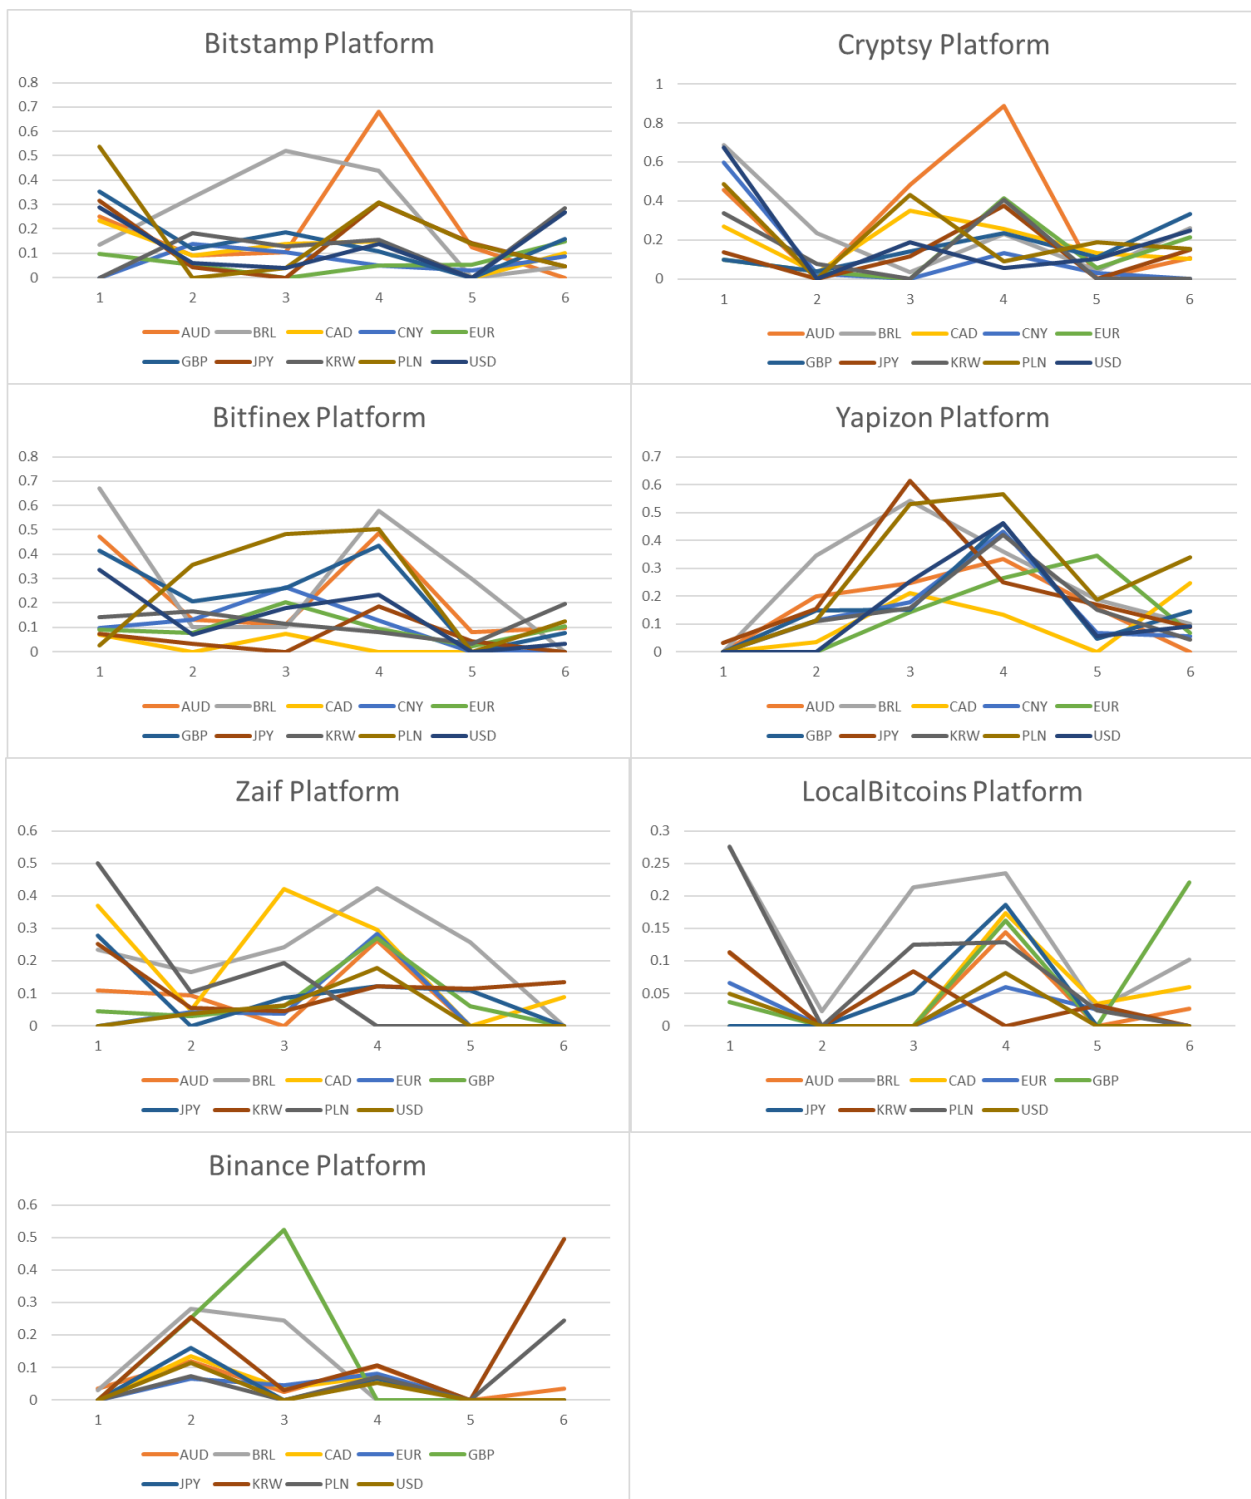 Bitstamp Platform
0.8
0.7
0.6
0.5
0.4
0.3
0.2
0.1
0
1 2 3 4 5 6
AUD BRL CAD CNY EUR
GBP JPY KRW PLN USD
Cryptsy Platform
1
0.8
0.6
0.4
0.2
0
1 2 3 4 5 6
AUD BRL CAD CNY EUR
GBP JPY KRW PLN USD
Bitfinex Platform
0.8
0.7
0.6
0.5
0.4
0.3
0.2
0.1
0
1 2 3 4 5 6
AUD BRL CAD CNY EUR
GBP JPY KRW PLN USD
Yapizon Platform
0.7
0.6
0.5
0.4
0.3
0.2
0.1
0
1 2 3 4 5 6
AUD BRL CAD CNY EUR
GBP JPY KRW PLN USD
Zaif Platform
0.6
0.5
0.4
0.3
0.2
0.1
0
1 2 3 4 5 6
AUD BRL CAD EUR GBP
JPY KRW PLN USD
LocalBitcoins Platform
0.3
0.25
0.2
0.15
0.1
0.05
0
1 2 3 4 5 6
AUD BRL CAD EUR GBP
JPY KRW PLN USD
Binance Platform
0.6
0.5
0.4
0.3
0.2
0.1
0
1 2 3 4 5 6
AUD BRL CAD EUR GBP
JPY KRW PLN USD